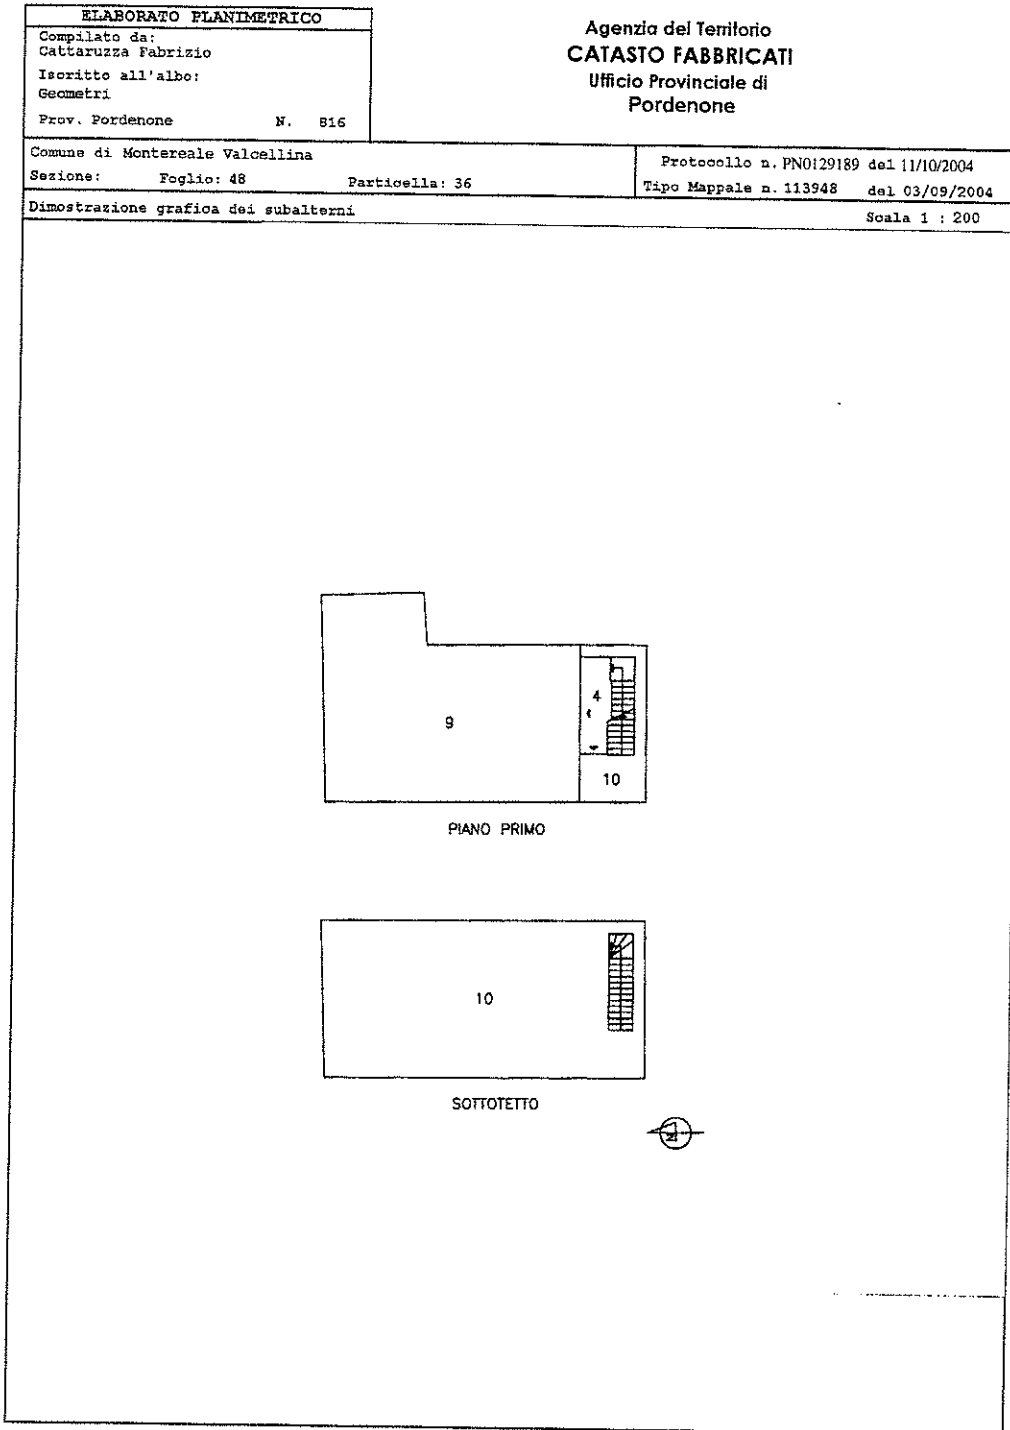 ELABORATO PLANIMETRICO
Compilato da:
Cattaruzza Fabrizio
Iscritto all'albo:
Geometri
Prov. Pordenone N. 816
Agenzia del Territorio
CATASTO FABBRICATI
Ufficio Provinciale di
Pordenone
Comune di Montereale Valcellina
Sezione: Foglio: 48 Particella: 36
Protocollo n. PN0129189 del 11/10/2004
Tipo Mappale n. 113948 del 03/09/2004
Dimostrazione grafica dei subalterni
Scala 1 : 200
4
9
10
PIANO PRIMO
10
SOTTOTETTO
N